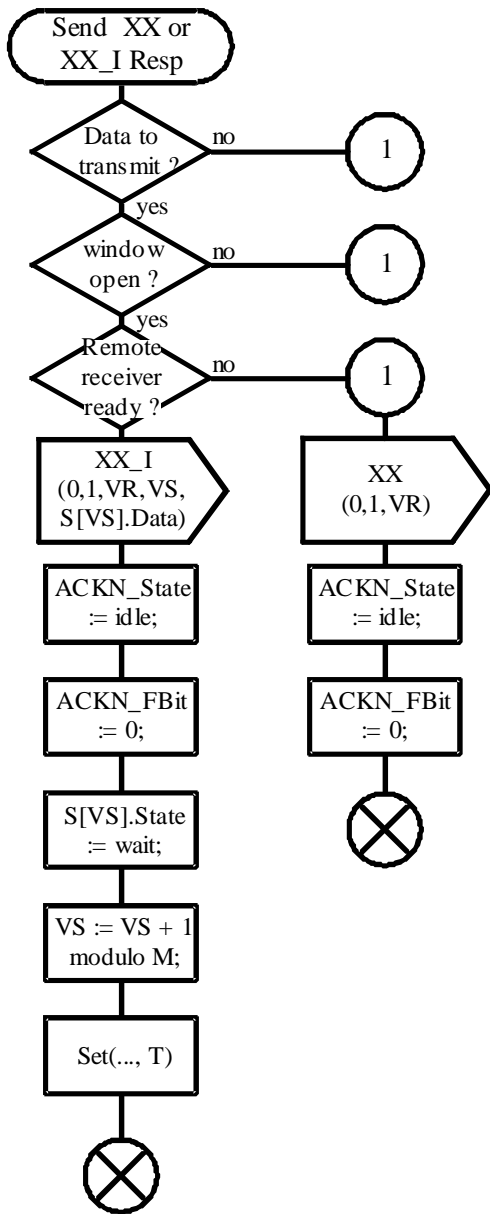 Send XX or
XX_I Resp
Data to
transmit ?
no
1
yes
window
open ?
no
1
yes
Remote
receiver
ready ?
no
1
XX_I
(0,1,VR,VS,
S[VS].Data)
XX
(0,1,VR)
ACKN_State
:= idle;
ACKN_State
:= idle;
ACKN_FBit
:= 0;
ACKN_FBit
:= 0;
S[VS].State
:= wait;
VS := VS + 1
modulo M;
Set(..., T)